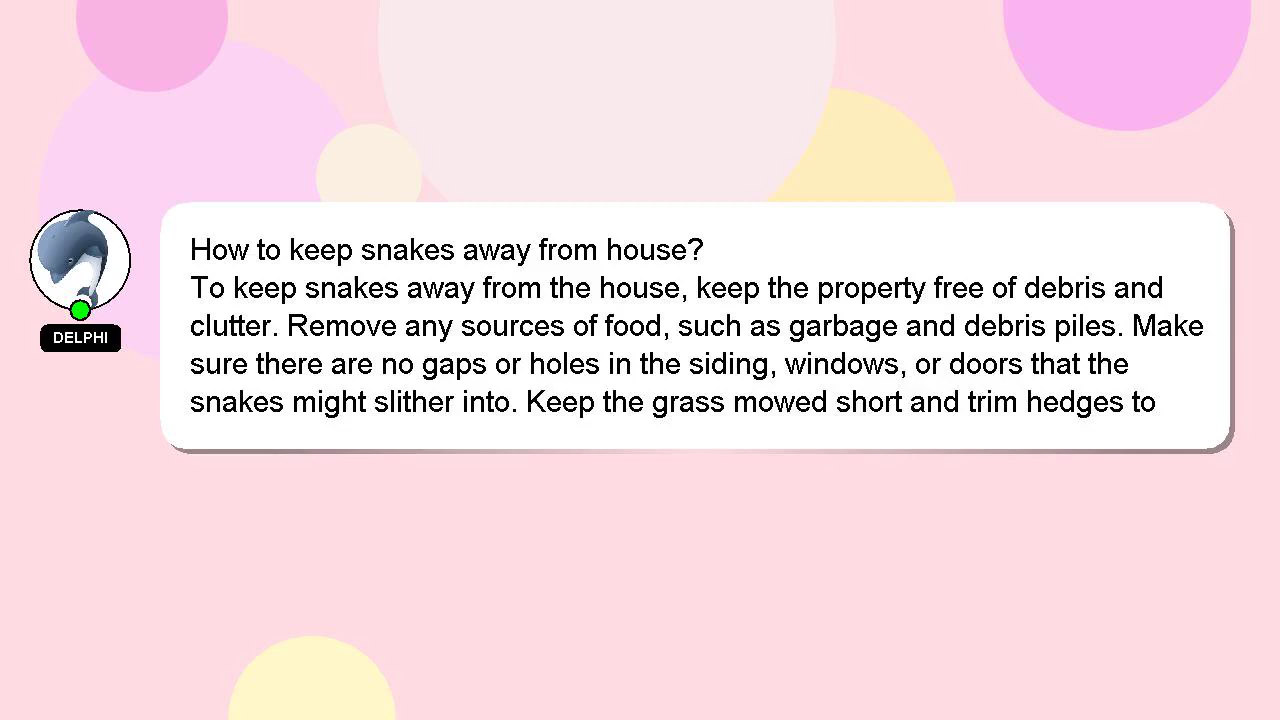 How to keep snakes away from house?
To keep snakes away from the house, keep the property free of debris and
clutter. Remove any sources of food, such as garbage and debris piles. Make
sure there are no gaps or holes in the siding, windows, or doors that the
snakes might slither into. Keep the grass mowed short and trim hedges to
DELPHI